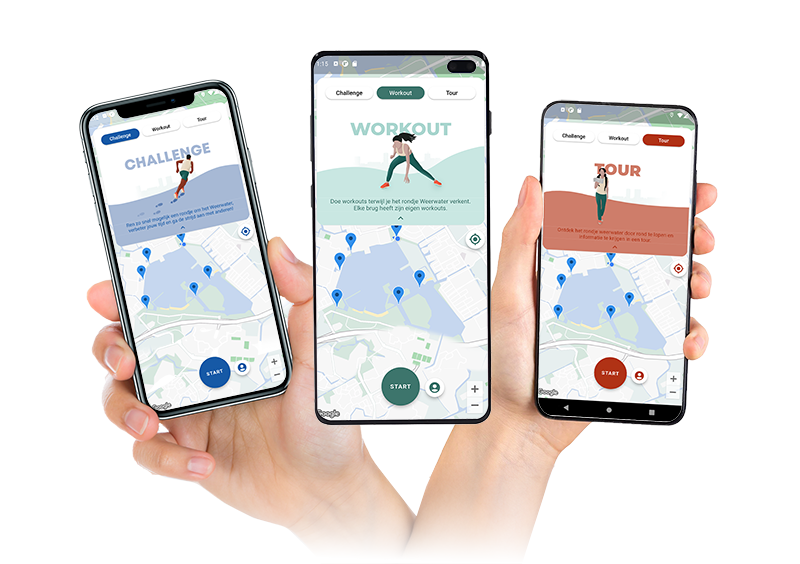 Challenge
Workout
Tour
CHALLENGE
Ren zo snel mogelijk een rondje om het Weerwater,
verbeter jouw tijd en ga de strijd aan met anderen!
START
Google
:15
Challenge
Workout
Tour
WORKOUT
Doe workouts terwijl je het rondje Weerwater verkent.
Elke brug heeft zijn eigen workouts.
START
Google
Challenge
Workout
Tour
TOUR
Ontdek het rondje weerwater door rond te lopen en
informatie te krijgen in een tour
START
Google